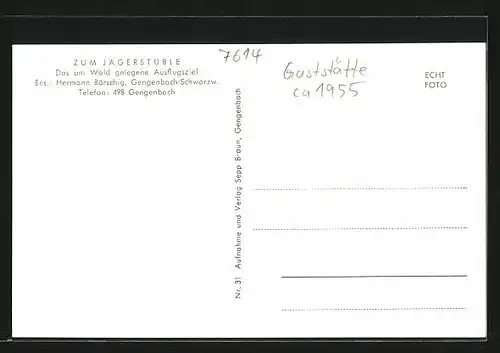 ZUM JÄGERSTÜBLE
Das am Wald gelegene Ausflugsziel
Bes.: Hermann Börschig, Gengenbach/Schwarzw.
Telefon: 498 Gengenbach
7614
Gaststätte
ca 1955
ECHT
FOTO
Nr. 31 Aufnahme und Verlag Sepp Braun, Gengenbach